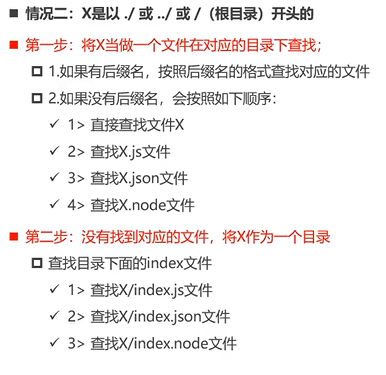 情况二：X是以 ./ 或 ../ 或 /（根目录）开头的
第一步：将X当做一个文件在对应的目录下查找；
1.如果有后缀名，按照后缀名的格式查找对应的文件
2.如果没有后缀名，会按照如下顺序：
1> 直接查找文件X
2> 查找X.js文件
3> 查找X.json文件
4> 查找X.node文件
第二步：没有找到对应的文件，将X作为一个目录
查找目录下面的index文件
1> 查找X/index.js文件
2> 查找X/index.json文件
3> 查找X/index.node文件